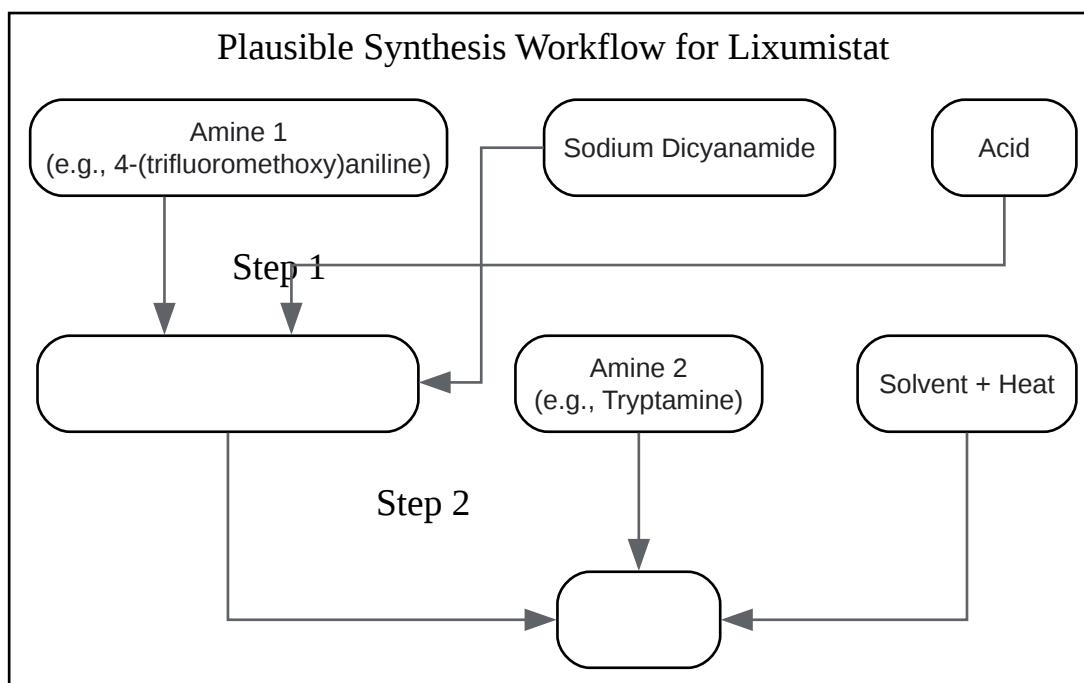 Plausible Synthesis Workflow for Lixumistat
Amine 1
(e.g., 4-(trifluoromethoxy)aniline)
Sodium Dicyanamide
Acid
Step 1
Amine 2
(e.g., Tryptamine)
Solvent + Heat
Step 2